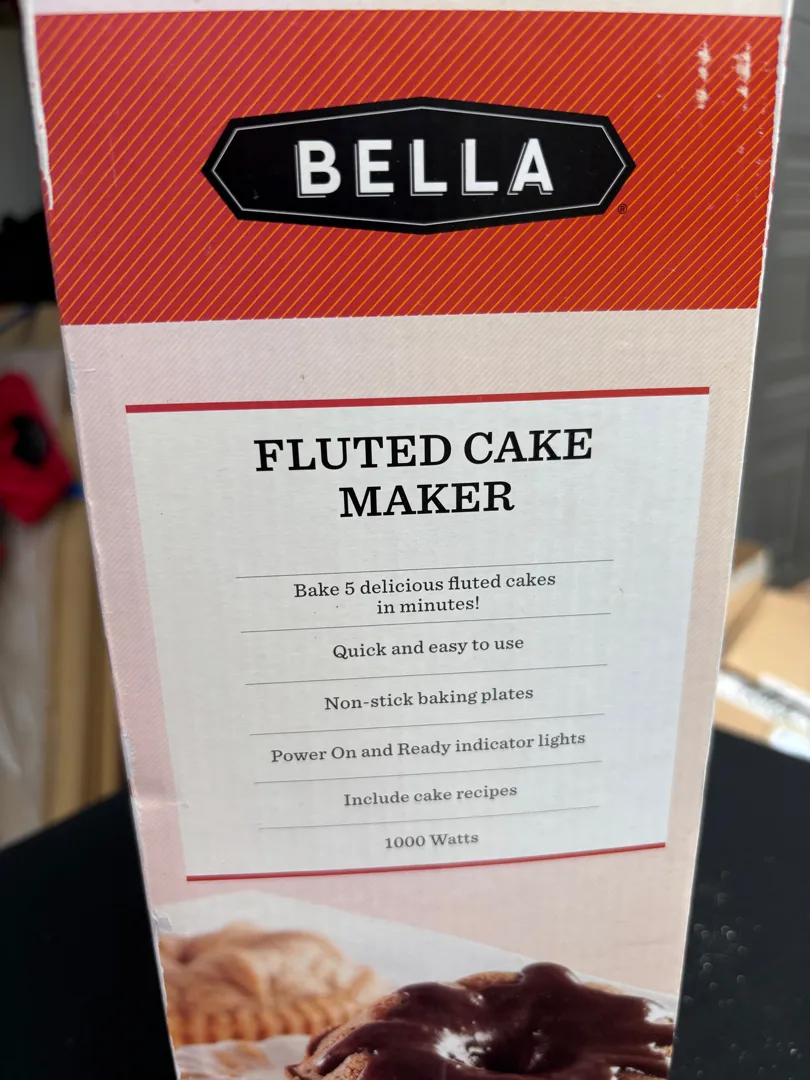 BELLA
®
FLUTED CAKE
MAKER
Bake 5 delicious fluted cakes
in minutes!
Quick and easy to use
Non-stick baking plates
Power On and Ready indicator lights
Include cake recipes
1000 Watts